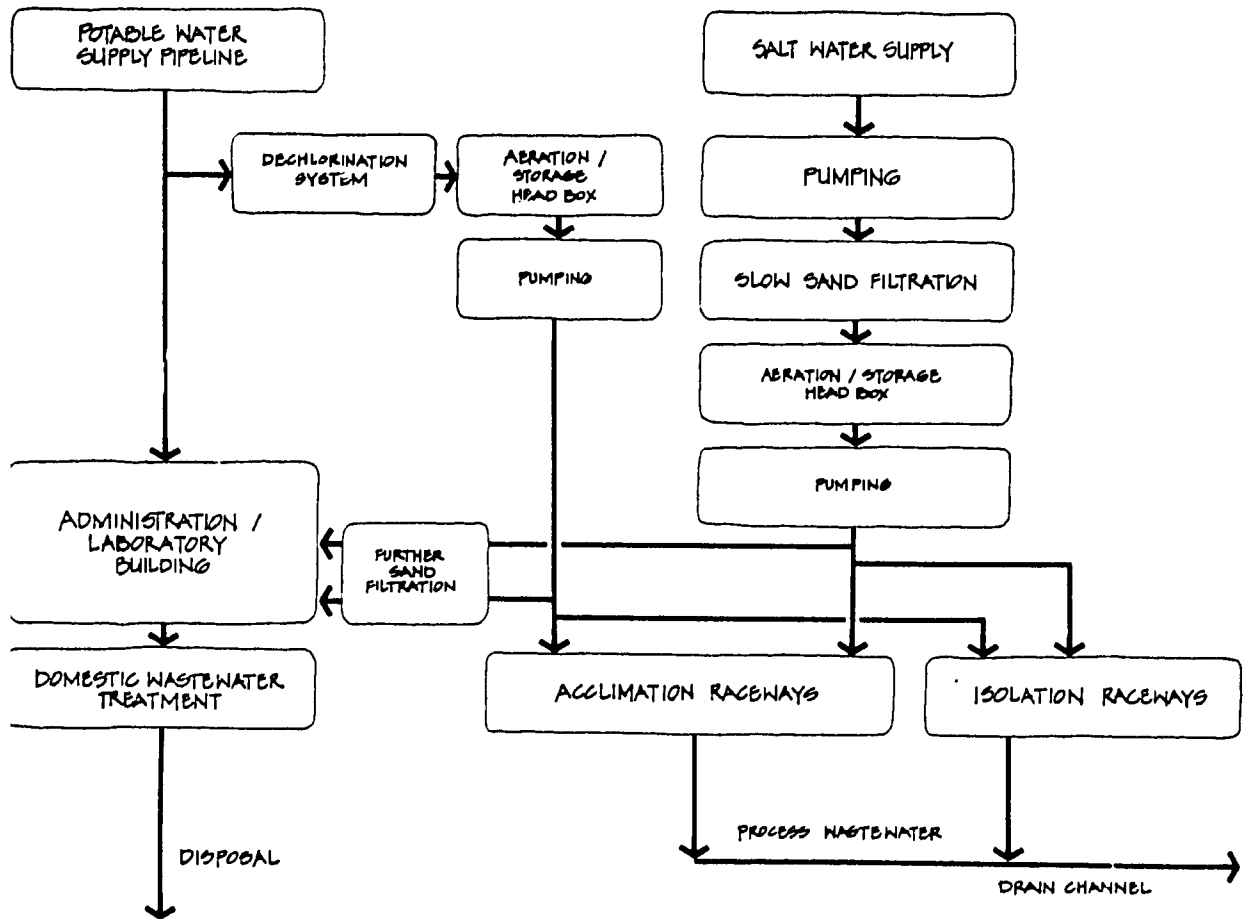 POTABLE WATER
SUPPLY PIPELINE
SALT WATER SUPPLY
DECHLORINATION
SYSTEM
AERATION /
STORAGE
HEAD BOX
PUMPING
PUMPING
SLOW SAND FILTRATION
AERATION / STORAGE
HEAD BOX
PUMPING
ADMINISTRATION /
LABORATORY
BUILDING
FURTHER
SAND
FILTRATION
DOMESTIC WASTEWATER
TREATMENT
ACCLIMATION RACEWAYS
ISOLATION RACEWAYS
PROCESS WASTEWATER
DISPOSAL
DRAIN CHANNEL